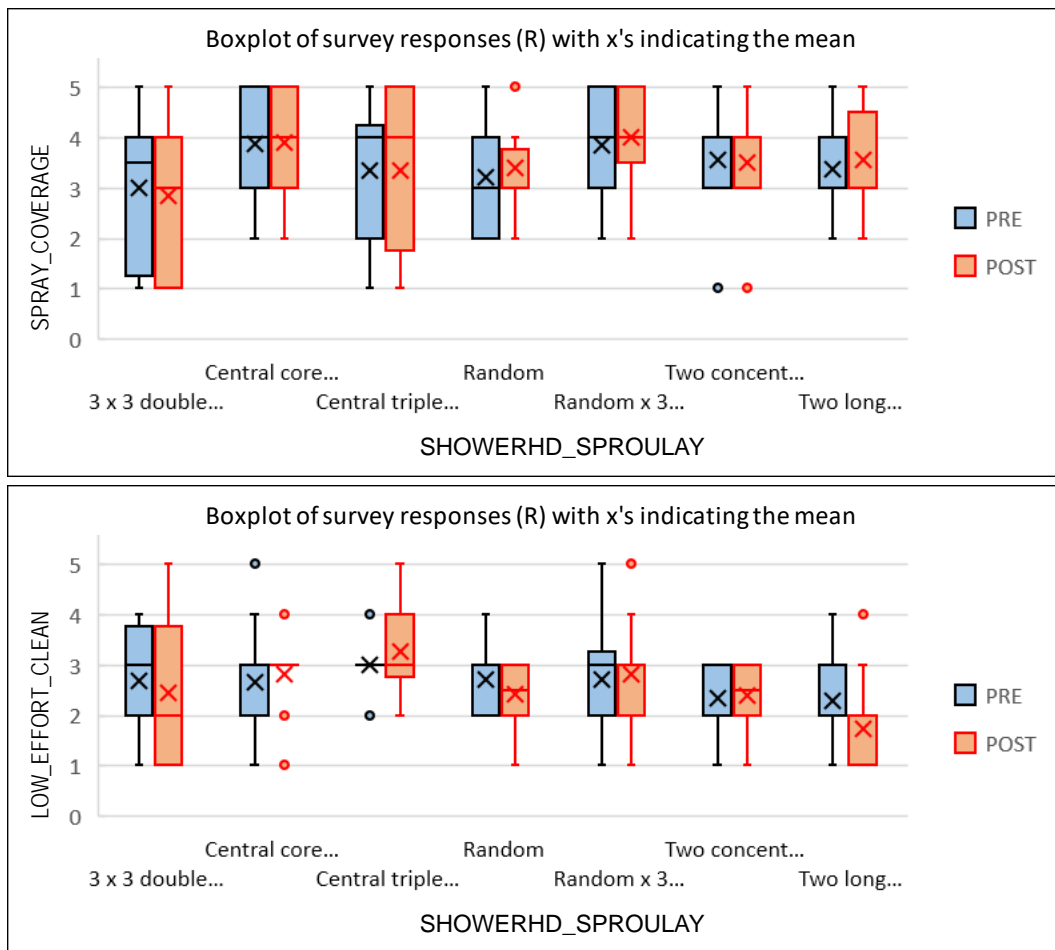 Boxplot of survey responses (R) with x's indicating the mean
SPRAY_COVERAGE
5
4
3
2
1
0
Central core...
Random
Two concent...
3 x 3 double...
Central triple...
Random x 3...
Two long...
SHOWERHD_SPROULAY
PRE
POST
Boxplot of survey responses (R) with x's indicating the mean
LOW_EFFORT_CLEAN
5
4
3
2
1
0
Central core...
Random
Two concent...
3 x 3 double...
Central triple...
Random x 3...
Two long...
SHOWERHD_SPROULAY
PRE
POST